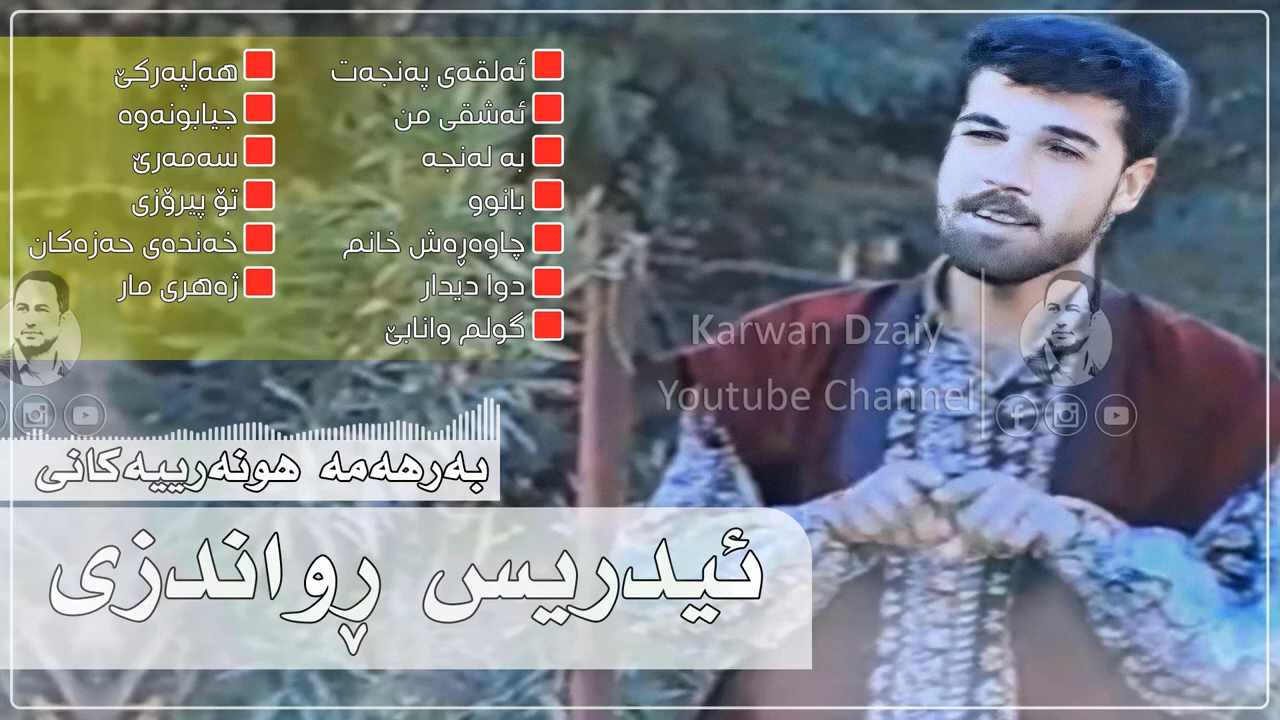 ئەلقەی پەنجەت
ئەشقی من
بە لەنجە
بانوو
چاوەڕەش خانم
دوا دیدار
گولم وانابێ
هەلپەرکێ
جیابونەوە
سەمەرێ
تۆ پیرۆزی
خەندەی حەزەکان
ژەهری مار
Karwan Dzaiy
Youtube Channel
بەرهەمە هونەرییەکانی
ئیدریس ڕواندزی